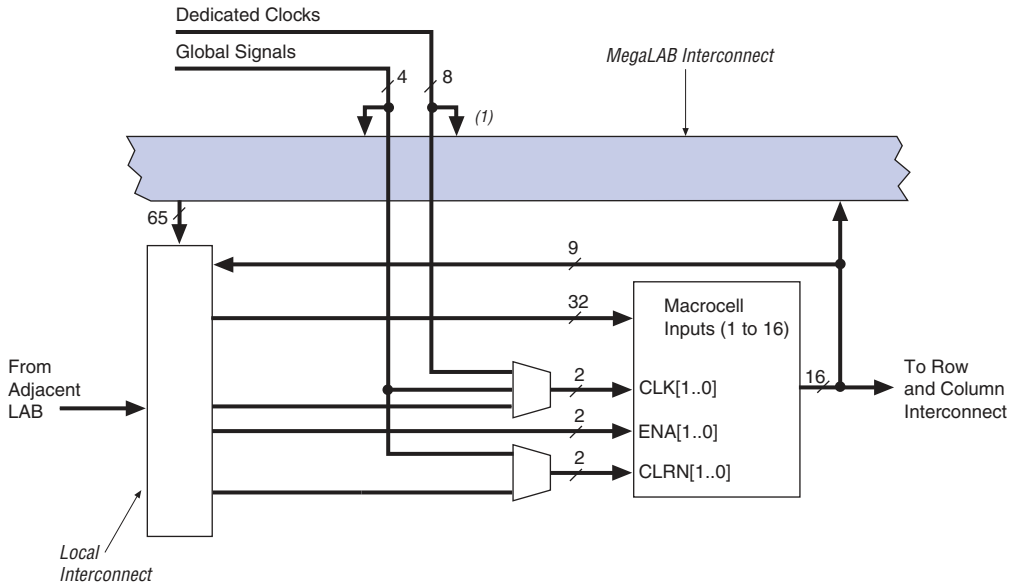 Dedicated Clocks
Global Signals
MegaLAB Interconnect
4
8
(1)
65
9
32
Macrocell
Inputs (1 to 16)
From
Adjacent
LAB
2
CLK[1..0]
16
To Row
and Column
Interconnect
2
ENA[1..0]
2
CLRN[1..0]
Local
Interconnect